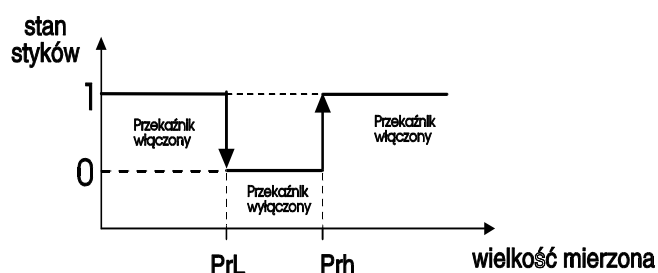 stan
styków
1
Przekaźnik
włączony
Przekaźnik
włączony
0
Przekaźnik
wyłączony
PrL
Prh
wielkość mierzona